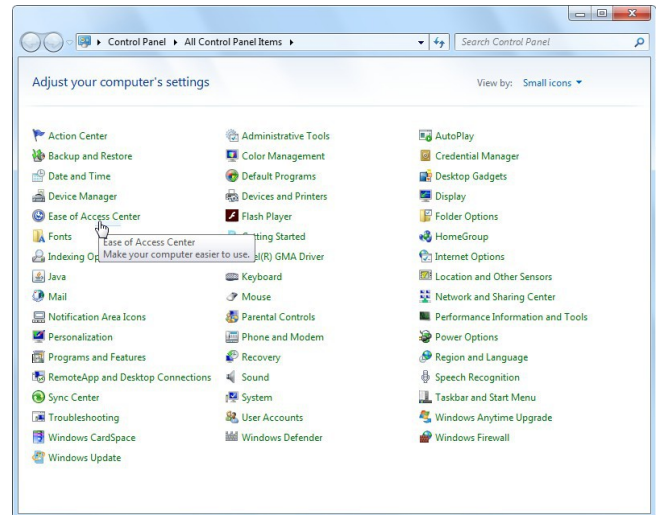 Control Panel ▸ All Control Panel Items ▸ Search Control Panel
Adjust your computer's settings View by: Small icons
Action Center Administrative Tools AutoPlay
Backup and Restore Color Management Credential Manager
Date and Time Default Programs Desktop Gadgets
Device Manager Devices and Printers Display
Ease of Access Center Flash Player Folder Options
Fonts Getting Started HomeGroup
Ease of Access Center
Make your computer easier to use.
Indexing Op GMA Driver Internet Options
Java Keyboard Location and Other Sensors
Mail Mouse Network and Sharing Center
Notification Area Icons Parental Controls Performance Information and Tools
Personalization Phone and Modem Power Options
Programs and Features Recovery Region and Language
RemoteApp and Desktop Connections Sound Speech Recognition
Sync Center System Taskbar and Start Menu
Troubleshooting User Accounts Windows Anytime Upgrade
Windows CardSpace Windows Defender Windows Firewall
Windows Update